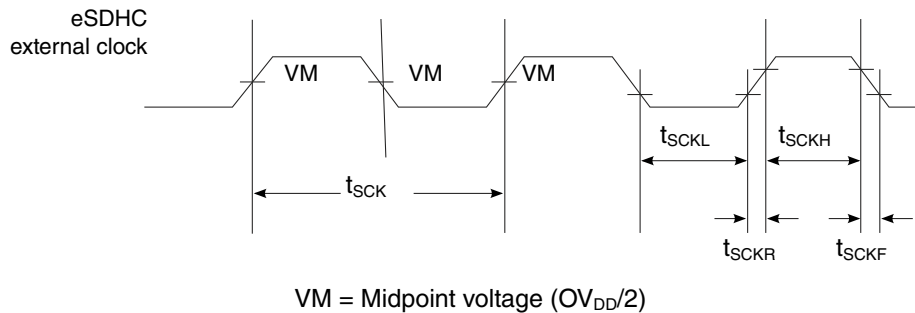 eSDHC
external clock
VM VM VM
tSCKL tSCKH
tSCK
tSCKR tSCKF
VM = Midpoint voltage (OVDD/2)